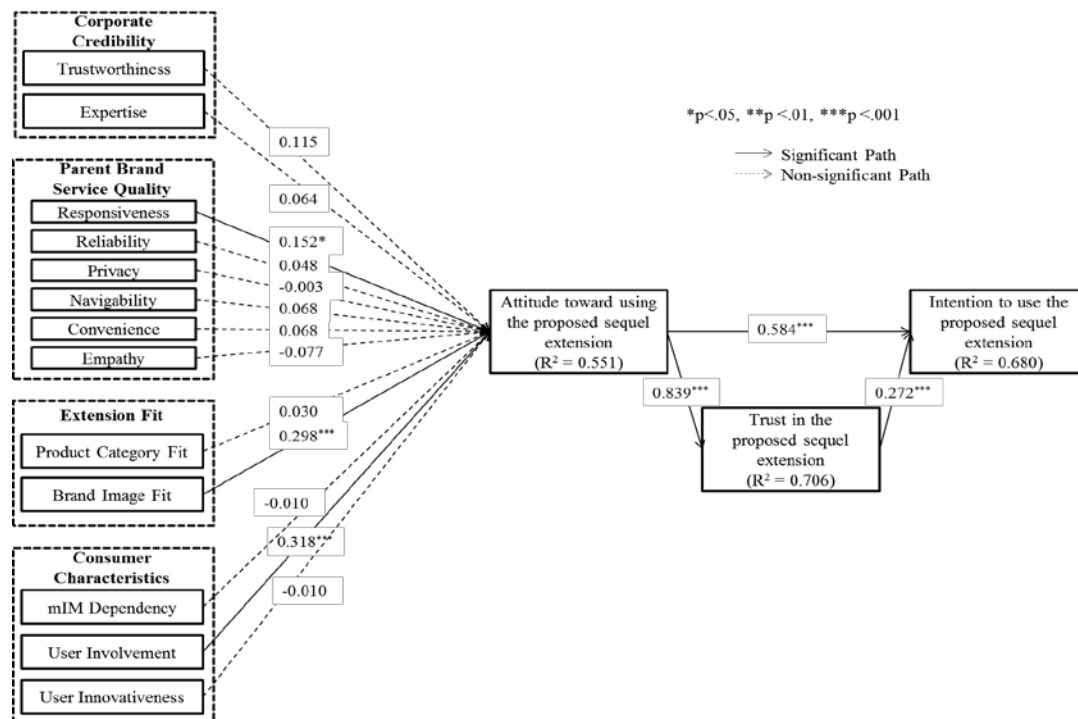 Corporate
Credibility
Trustworthiness
Expertise
Parent Brand
Service Quality
Responsiveness
Reliability
Privacy
Navigability
Convenience
Empathy
Extension Fit
Product Category Fit
Brand Image Fit
Consumer
Characteristics
mIM Dependency
User Involvement
User Innovativeness
0.115
0.064
0.152*
0.048
-0.003
0.068
0.068
-0.077
0.030
0.298***
-0.010
0.318***
-0.010
*p<.05, **p <.01, ***p <.001
Significant Path
Non-significant Path
Attitude toward using
the proposed sequel
extension
(R² = 0.551)
0.584***
0.839***
Trust in the
proposed sequel
extension
(R² = 0.706)
0.272***
Intention to use the
proposed sequel
extension
(R² = 0.680)